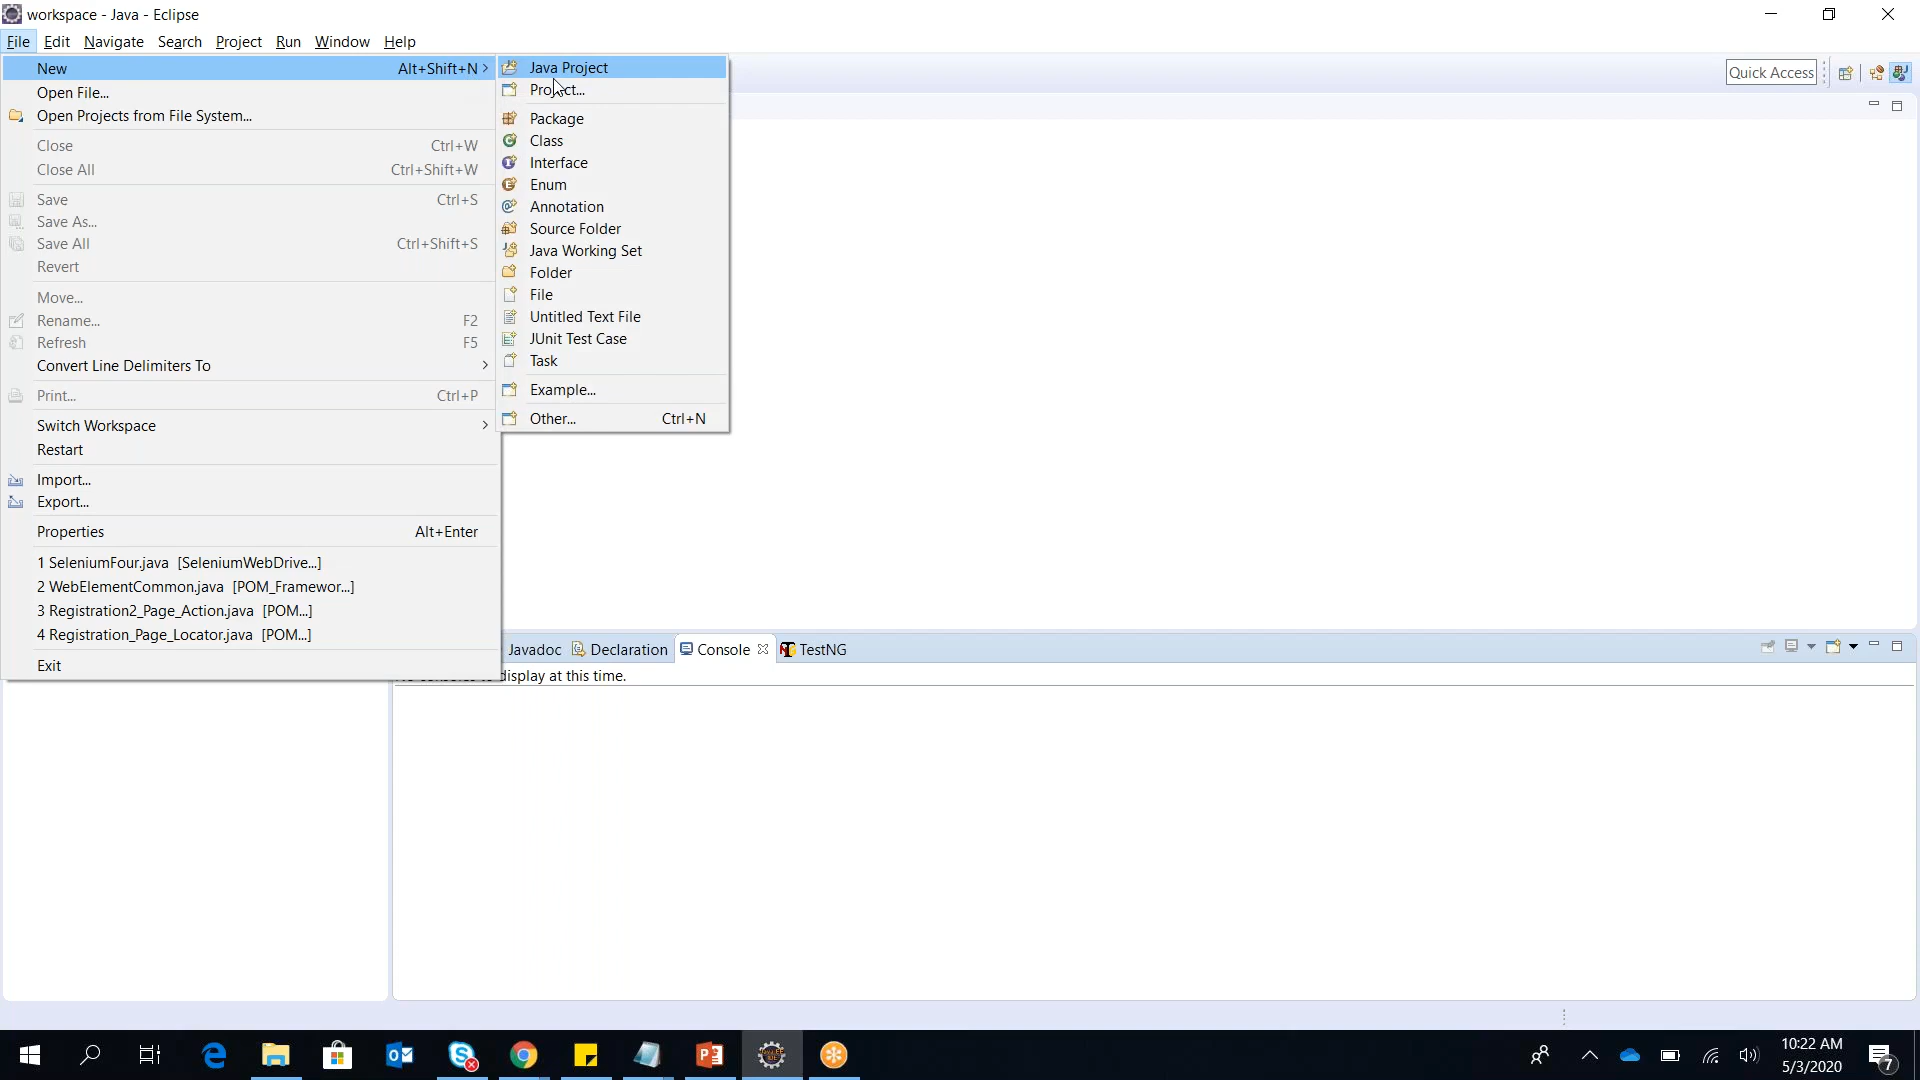 workspace - Java - Eclipse
File Edit Navigate Search Project Run Window Help
New Alt+Shift+N
Open File...
Open Projects from File System...
Close Ctrl+W
Close All Ctrl+Shift+W
Save Ctrl+S
Save As...
Save All Ctrl+Shift+S
Revert
Move...
Rename... F2
Refresh F5
Convert Line Delimiters To
Print... Ctrl+P
Switch Workspace
Restart
Import...
Export...
Properties Alt+Enter
1 SeleniumFour.java [SeleniumWebDrive...]
2 WebElementCommon.java [POM_Framewor...]
3 Registration2_Page_Action.java [POM...]
4 Registration_Page_Locator.java [POM...]
Exit
Java Project
Project...
Package
Class
Interface
Enum
Annotation
Source Folder
Java Working Set
Folder
File
Untitled Text File
JUnit Test Case
Task
Example...
Other... Ctrl+N
Quick Access
Javadoc Declaration Console TestNG
display at this time.
10:22 AM
5/3/2020
7